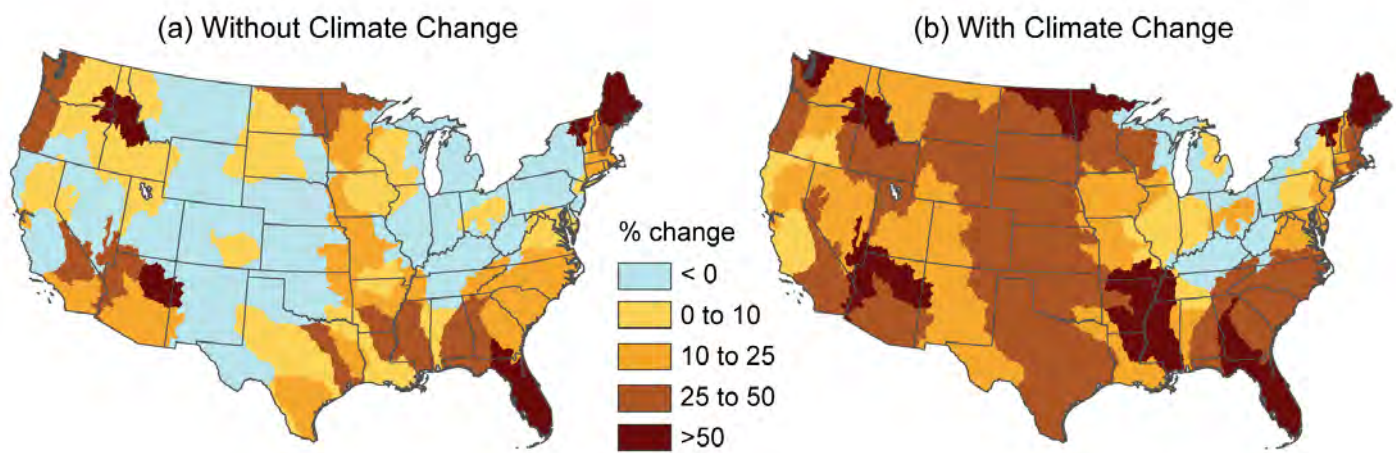 (a) Without Climate Change
(b) With Climate Change
% change
< 0
0 to 10
10 to 25
25 to 50
>50